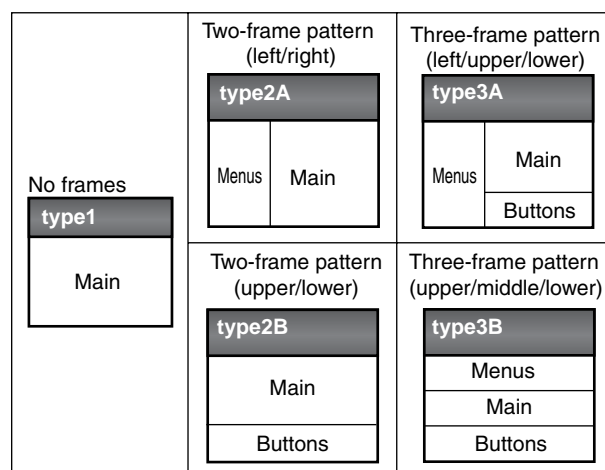 No frames
type1
Main
Two-frame pattern
(left/right)
type2A
Menus
Main
Three-frame pattern
(left/upper/lower)
type3A
Menus
Main
Buttons
Two-frame pattern
(upper/lower)
type2B
Main
Buttons
Three-frame pattern
(upper/middle/lower)
type3B
Menus
Main
Buttons